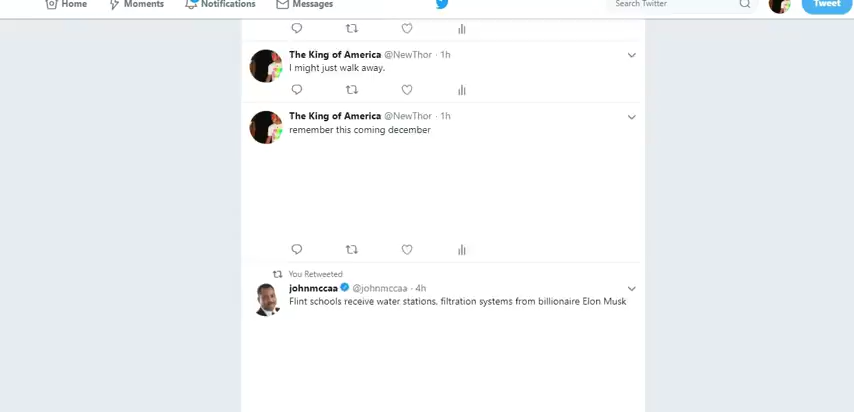 Home Moments Notifications Messages Search Twitter Tweet
The King of America @NewThor · 1h
I might just walk away.
The King of America @NewThor · 1h
remember this coming december
You Retweeted
johnmccaa @johnmccaa · 4h
Flint schools receive water stations, filtration systems from billionaire Elon Musk